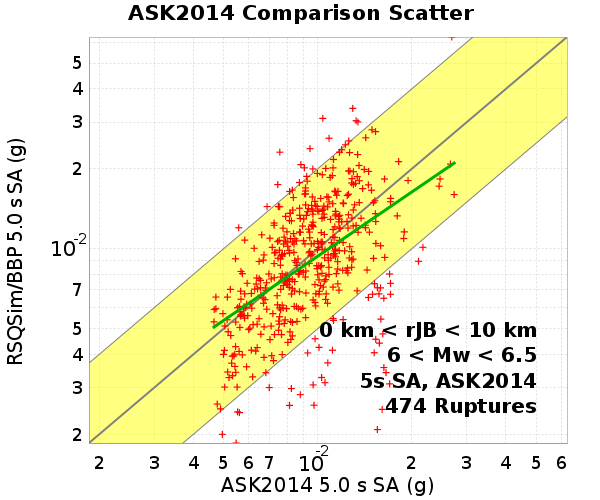 ASK2014 Comparison Scatter
RSQSim/BBP 5.0 s SA (g)
5
4
3
2
10-2
7
5
4
3
2
0 km < rJB < 10 km
6 < Mw < 6.5
5s SA, ASK2014
474 Ruptures
2 3 4 5 6 7 10-2 2 3 4 5 6
ASK2014 5.0 s SA (g)